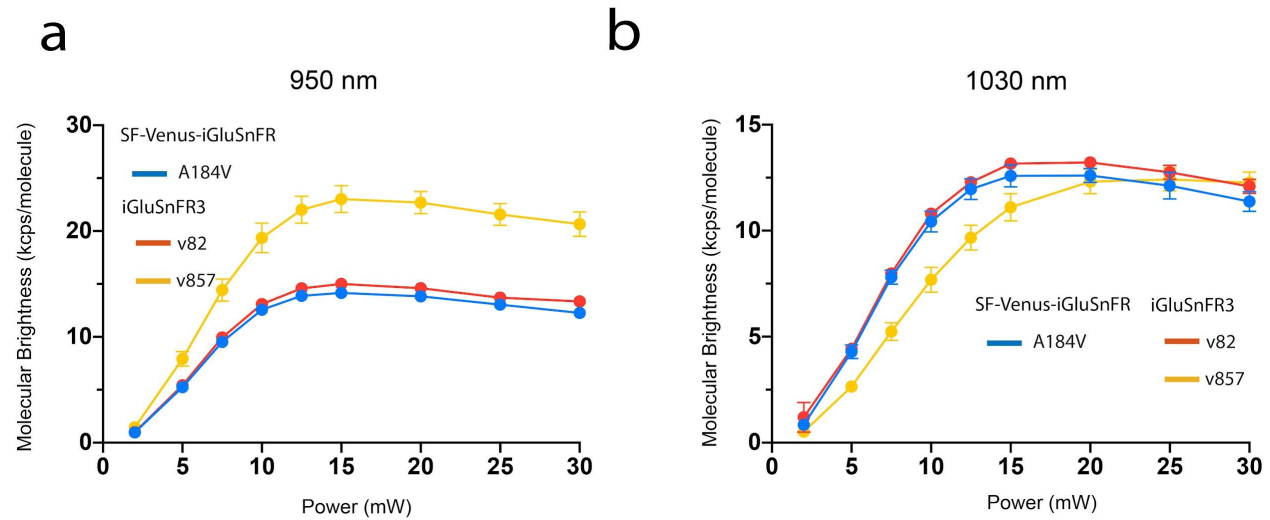 a
950 nm
Molecular Brightness (kcps/molecule)
30
20
10
0
SF-Venus-iGluSnFR
A184V
iGluSnFR3
v82
v857
0 5 10 15 20 25 30
Power (mW)
b
1030 nm
Molecular Brightness (kcps/molecule)
15
10
5
0
SF-Venus-iGluSnFR iGluSnFR3
A184V v82
v857
0 5 10 15 20 25 30
Power (mW)